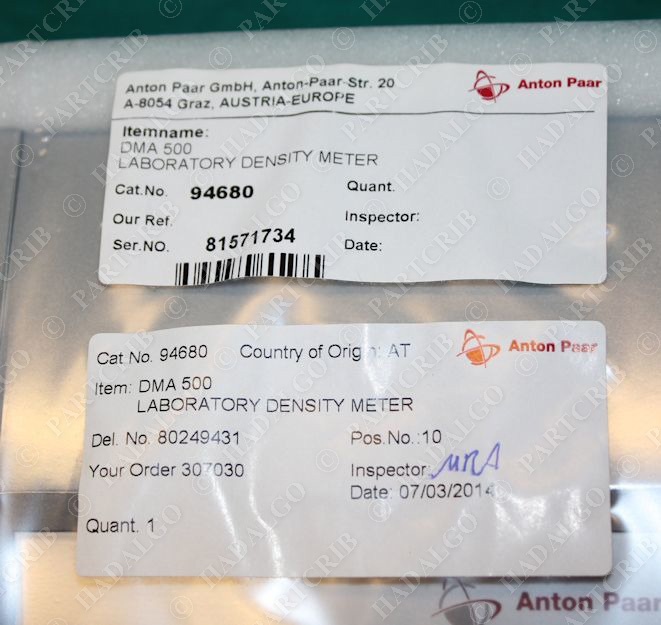 Anton Paar GmbH, Anton-Paar-Str. 20
A-8054 Graz, AUSTRIA-EUROPE
Anton Paar
Itemname:
DMA 500
LABORATORY DENSITY METER
Cat.No. 94680 Quant.
Our Ref. Inspector:
Ser.NO. 81571734 Date:
Cat No. 94680 Country of Origin: AT
Anton Paar
Item: DMA 500
LABORATORY DENSITY METER
Del. No. 80249431 Pos.No.:10
Your Order 307030 Inspector:
Date: 07/03/2014
Quant. 1
Anton Paar
© PARTCRIB
© HADALGO